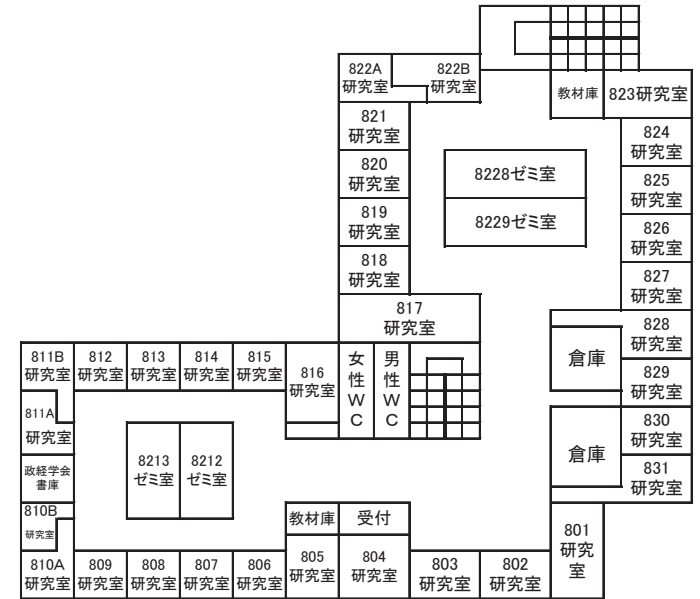 822A
研究室
822B
研究室
教材庫
823研究室
821
研究室
824
研究室
820
研究室
8228ゼミ室
825
研究室
819
研究室
8229ゼミ室
826
研究室
818
研究室
827
研究室
817
研究室
828
研究室
倉庫
829
研究室
811B
研究室
812
研究室
813
研究室
814
研究室
815
研究室
816
研究室
女性WC
男性WC
811A
研究室
830
研究室
倉庫
831
研究室
政経学会
書庫
8213
ゼミ室
8212
ゼミ室
810B
研究室
教材庫
受付
801
研究
室
810A
研究室
809
研究室
808
研究室
807
研究室
806
研究室
805
研究室
804
研究室
803
研究室
802
研究室